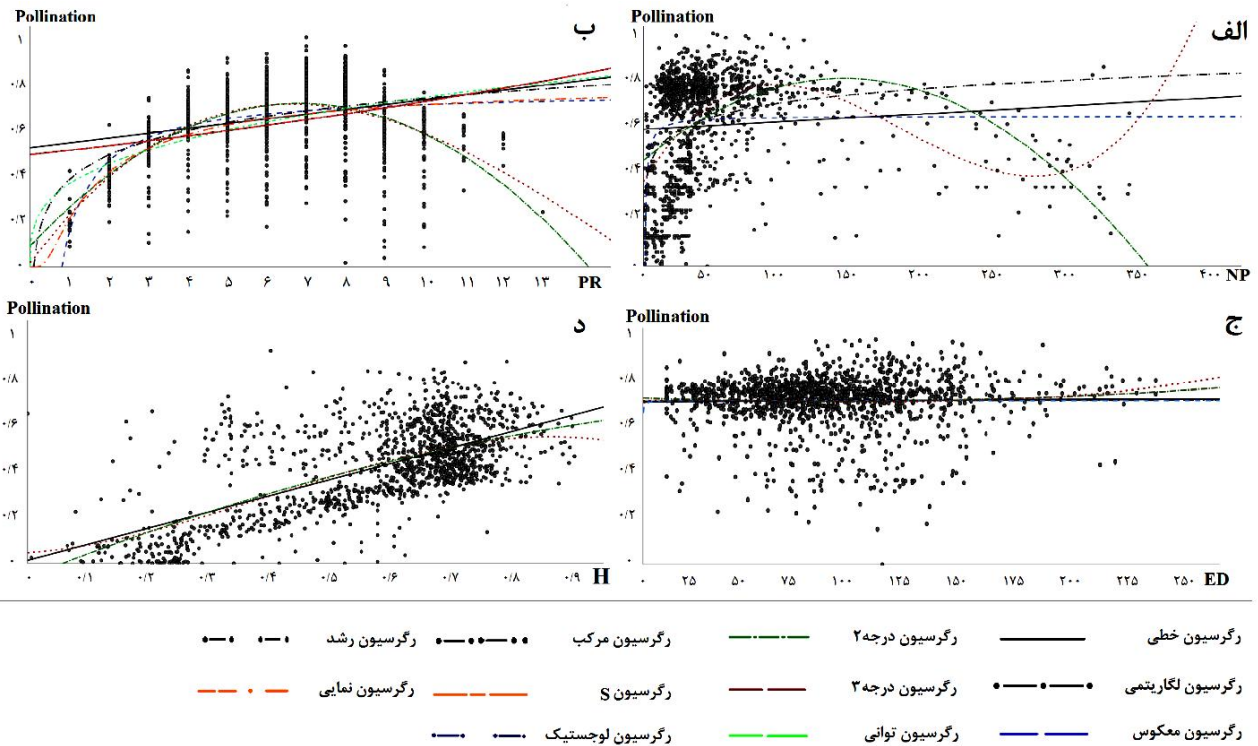 Pollination
الف
۱
۰/۸
۰/۶
۰/۴
۰/۲
۰
۵۰ ۱۰۰ ۱۵۰ ۲۰۰ ۲۵۰ ۳۰۰ ۳۵۰ ۴۰۰ NP
Pollination
ب
۱
۰/۸
۰/۶
۰/۴
۰/۲
۰
۰ ۱ ۲ ۳ ۴ ۵ ۶ ۷ ۸ ۹ ۱۰ ۱۱ ۱۲ ۱۳ PR
Pollination
ج
۱
۰/۸
۰/۶
۰/۴
۰/۲
۰
۰ ۲۵ ۵۰ ۷۵ ۱۰۰ ۱۲۵ ۱۵۰ ۱۷۵ ۲۰۰ ۲۲۵ ۲۵۰ ED
Pollination
د
۱
۰/۸
۰/۶
۰/۴
۰/۲
۰
۰ ۰/۱ ۰/۲ ۰/۳ ۰/۴ ۰/۵ ۰/۶ ۰/۷ ۰/۸ ۰/۹ H
رگرسیون خطی
رگرسیون درجه۲
رگرسیون مرکب
رگرسیون رشد
رگرسیون لگاریتمی
رگرسیون درجه۳
رگرسیون S
رگرسیون نمایی
رگرسیون معکوس
رگرسیون توانی
رگرسیون لوجستیک